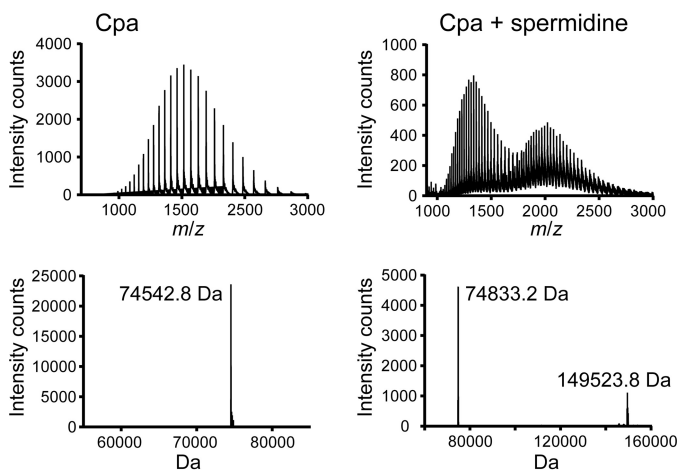 Cpa
Cpa + spermidine
Intensity counts
4000
3000
2000
1000
0
1000
1500
2500
3000
m/z
Intensity counts
1000
800
600
400
200
0
1000
1500
2000
2500
3000
m/z
Intensity counts
25000
20000
15000
10000
5000
0
74542.8 Da
60000
70000
80000
Da
Intensity counts
5000
4000
3000
2000
1000
0
74833.2 Da
149523.8 Da
80000
120000
160000
Da